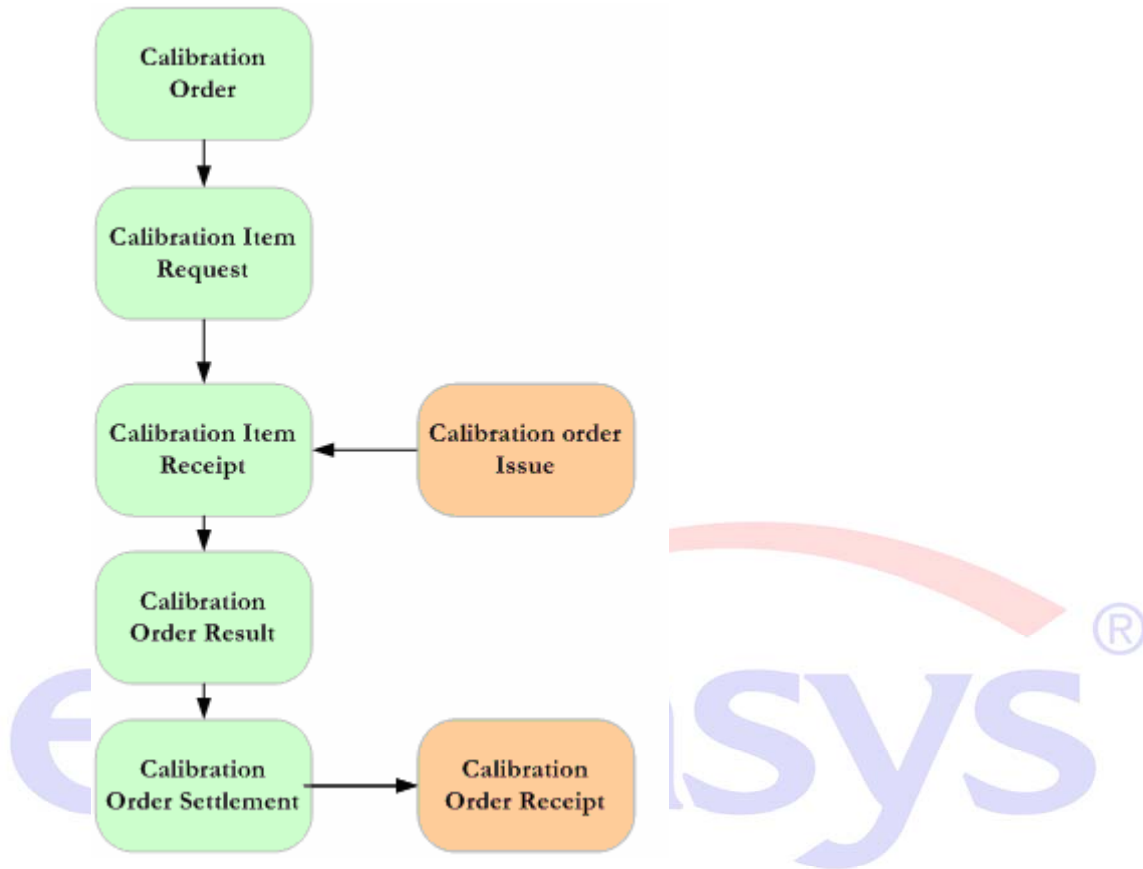 Calibration
Order
Calibration Item
Request
Calibration Item
Receipt
Calibration order
Issue
Calibration
Order Result
Calibration
Order Settlement
Calibration
Order Receipt
®